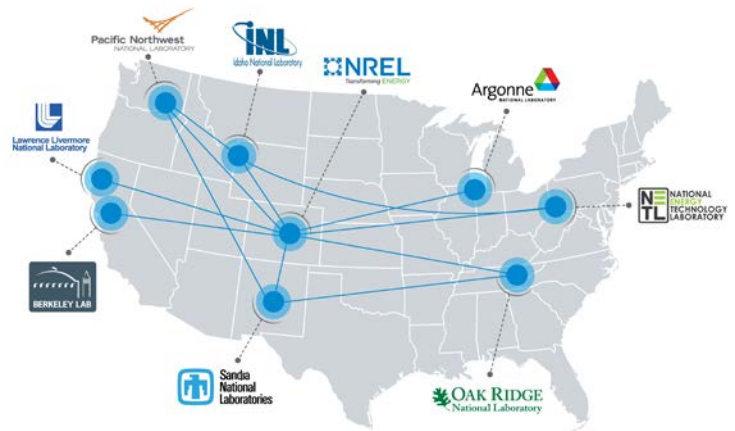 Pacific Northwest
NATIONAL LABORATORY
INL
Idaho National Laboratory
NREL
Transforming ENERGY
Argonne
NATIONAL LABORATORY
Lawrence Livermore
National Laboratory
NETL
NATIONAL
ENERGY
TECHNOLOGY
LABORATORY
BERKELEY LAB
Sandia
National
Laboratories
OAK RIDGE
National Laboratory